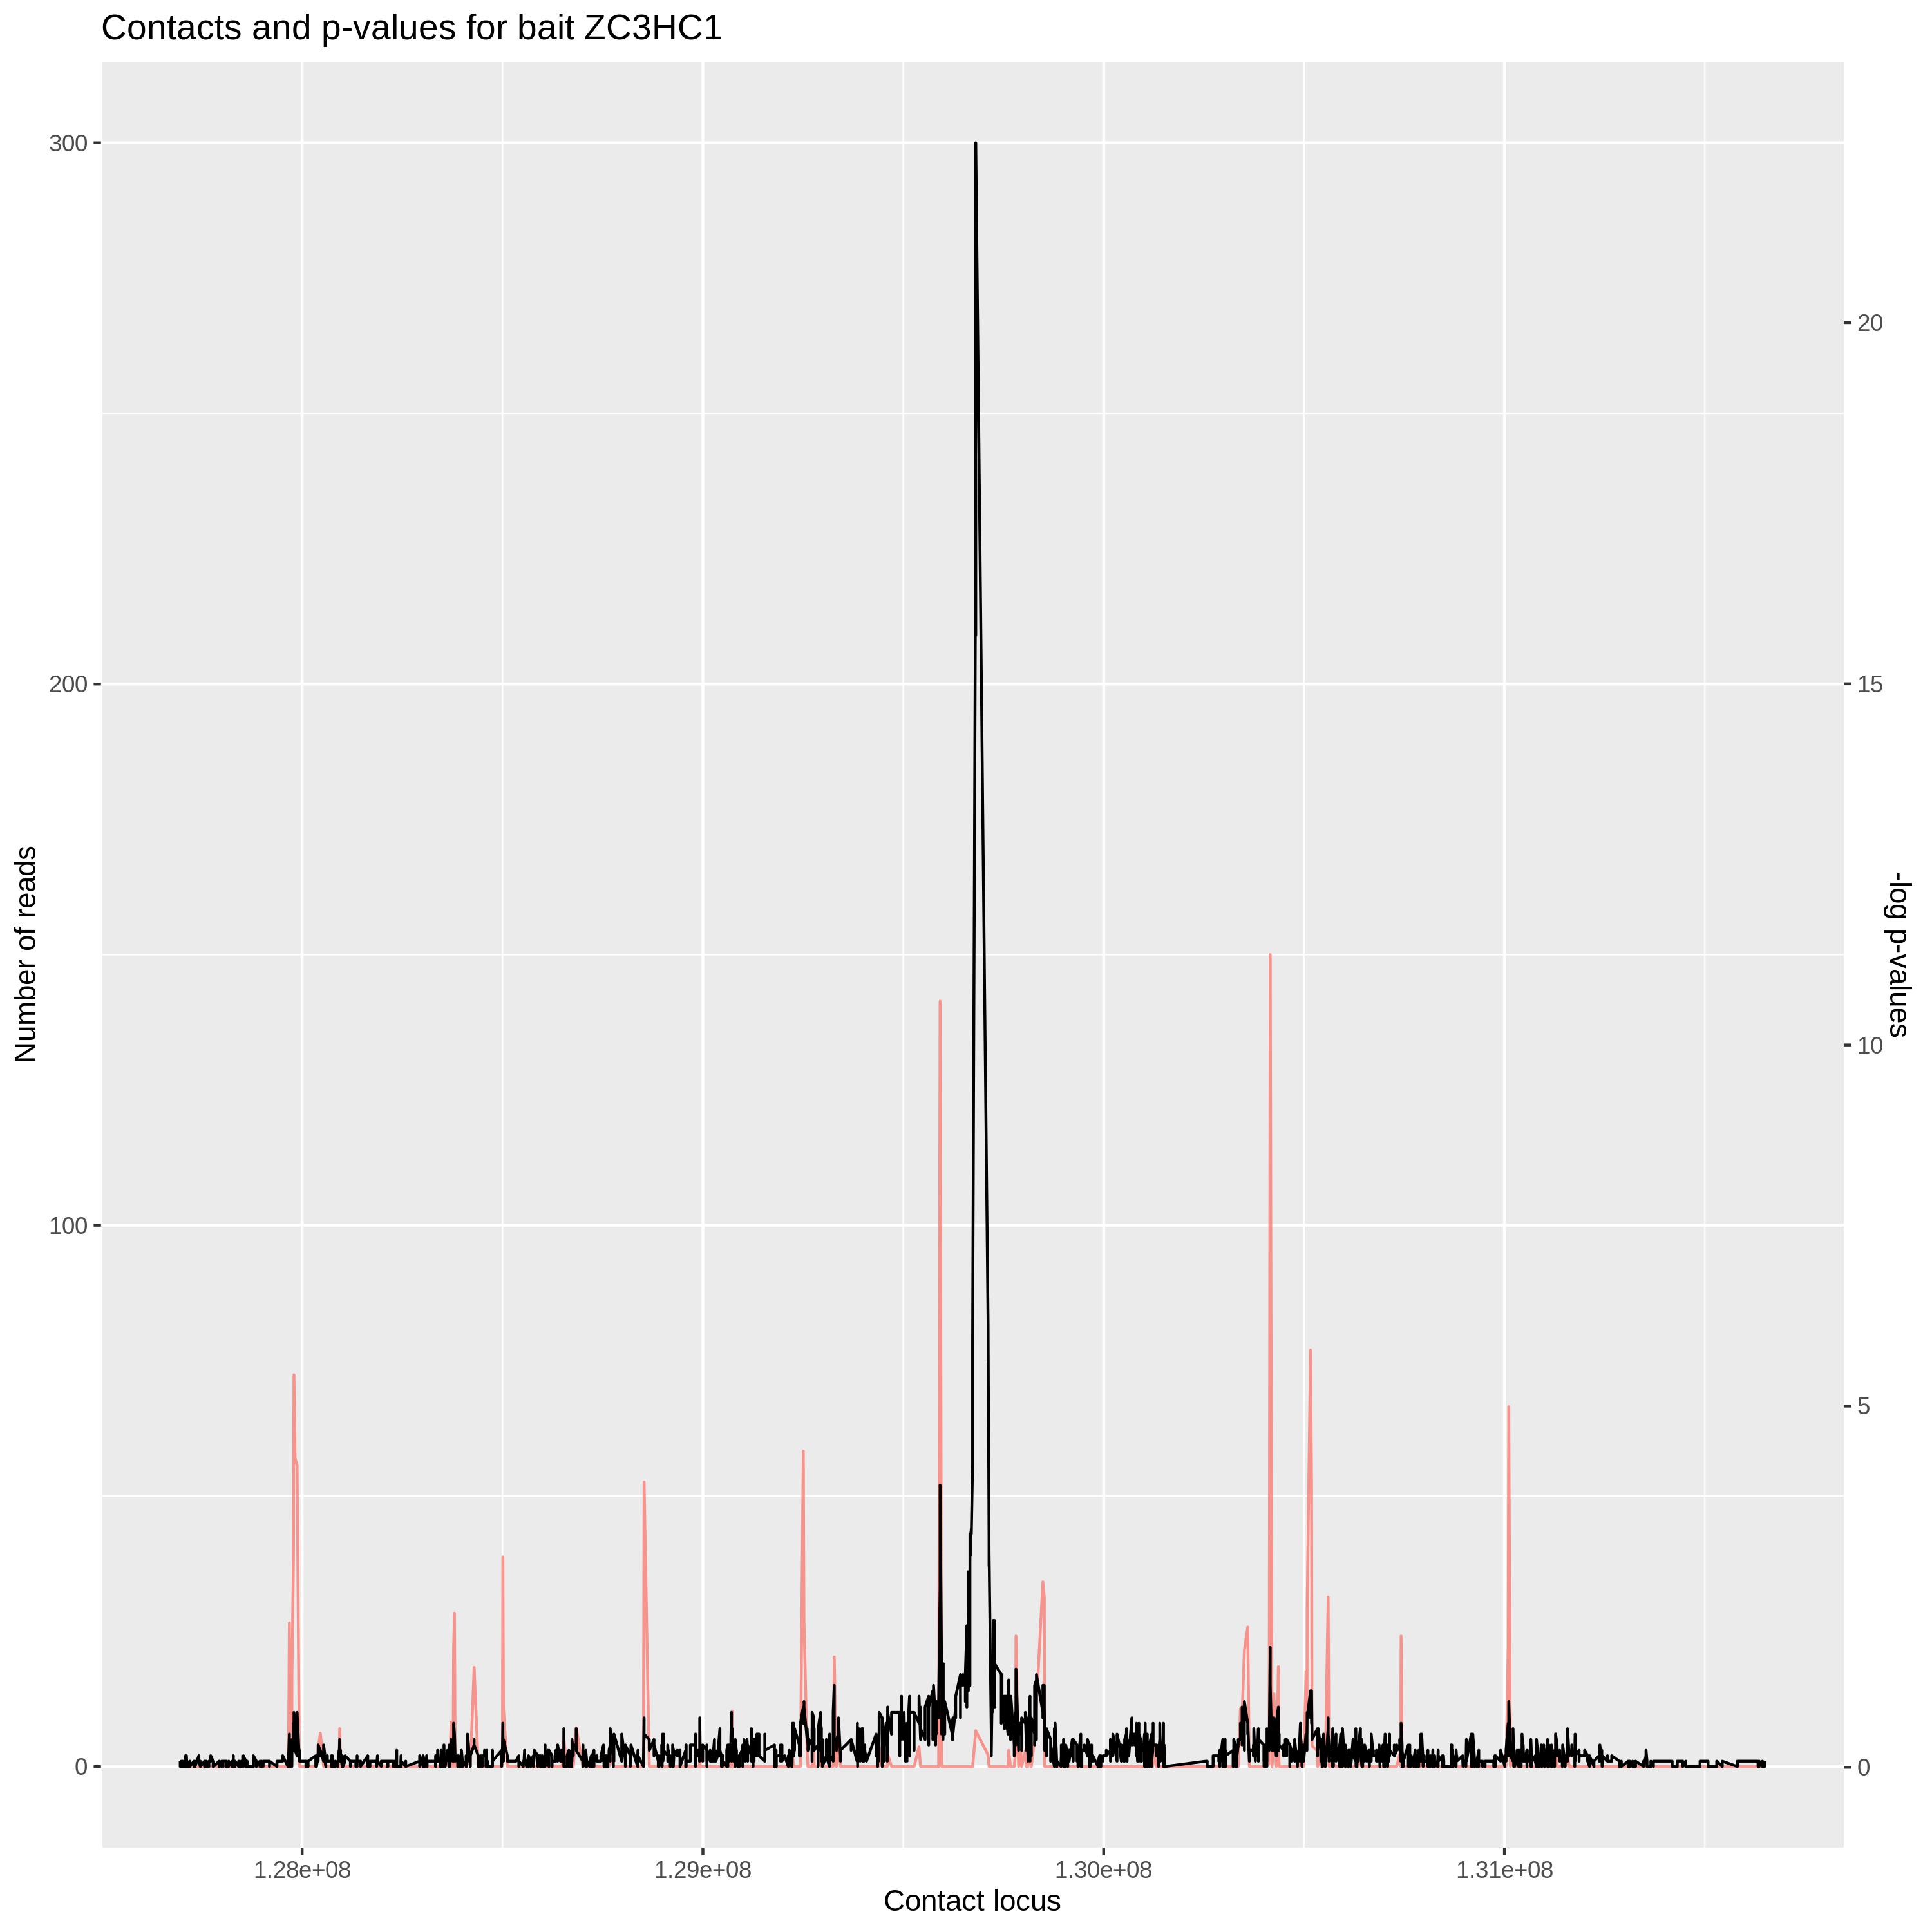 Contacts and p-values for bait ZC3HC1
300
200
100
0
Number of reads
20
15
10
5
0
-log p-values
1.28e+08 1.29e+08 1.30e+08 1.31e+08
Contact locus